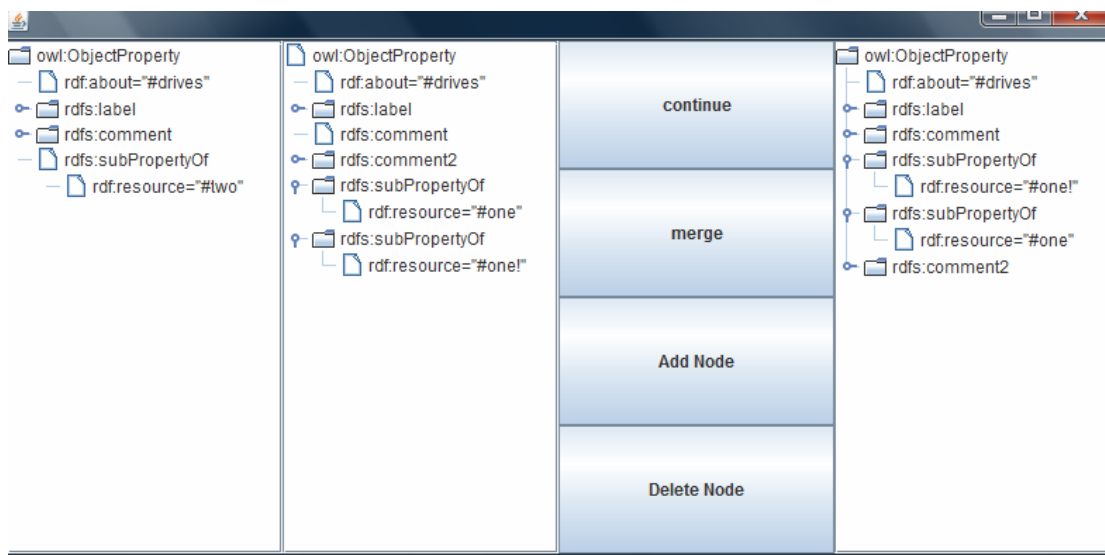 owl:ObjectProperty
rdf:about="#drives"
rdfs:label
rdfs:comment
rdfs:subPropertyOf
rdf:resource="#two"
owl:ObjectProperty
rdf:about="#drives"
rdfs:label
rdfs:comment
rdfs:comment2
rdfs:subPropertyOf
rdf:resource="#one"
rdfs:subPropertyOf
rdf:resource="#one!"
continue
merge
Add Node
Delete Node
owl:ObjectProperty
rdf:about="#drives"
rdfs:label
rdfs:comment
rdfs:subPropertyOf
rdf:resource="#one!"
rdfs:subPropertyOf
rdf:resource="#one"
rdfs:comment2